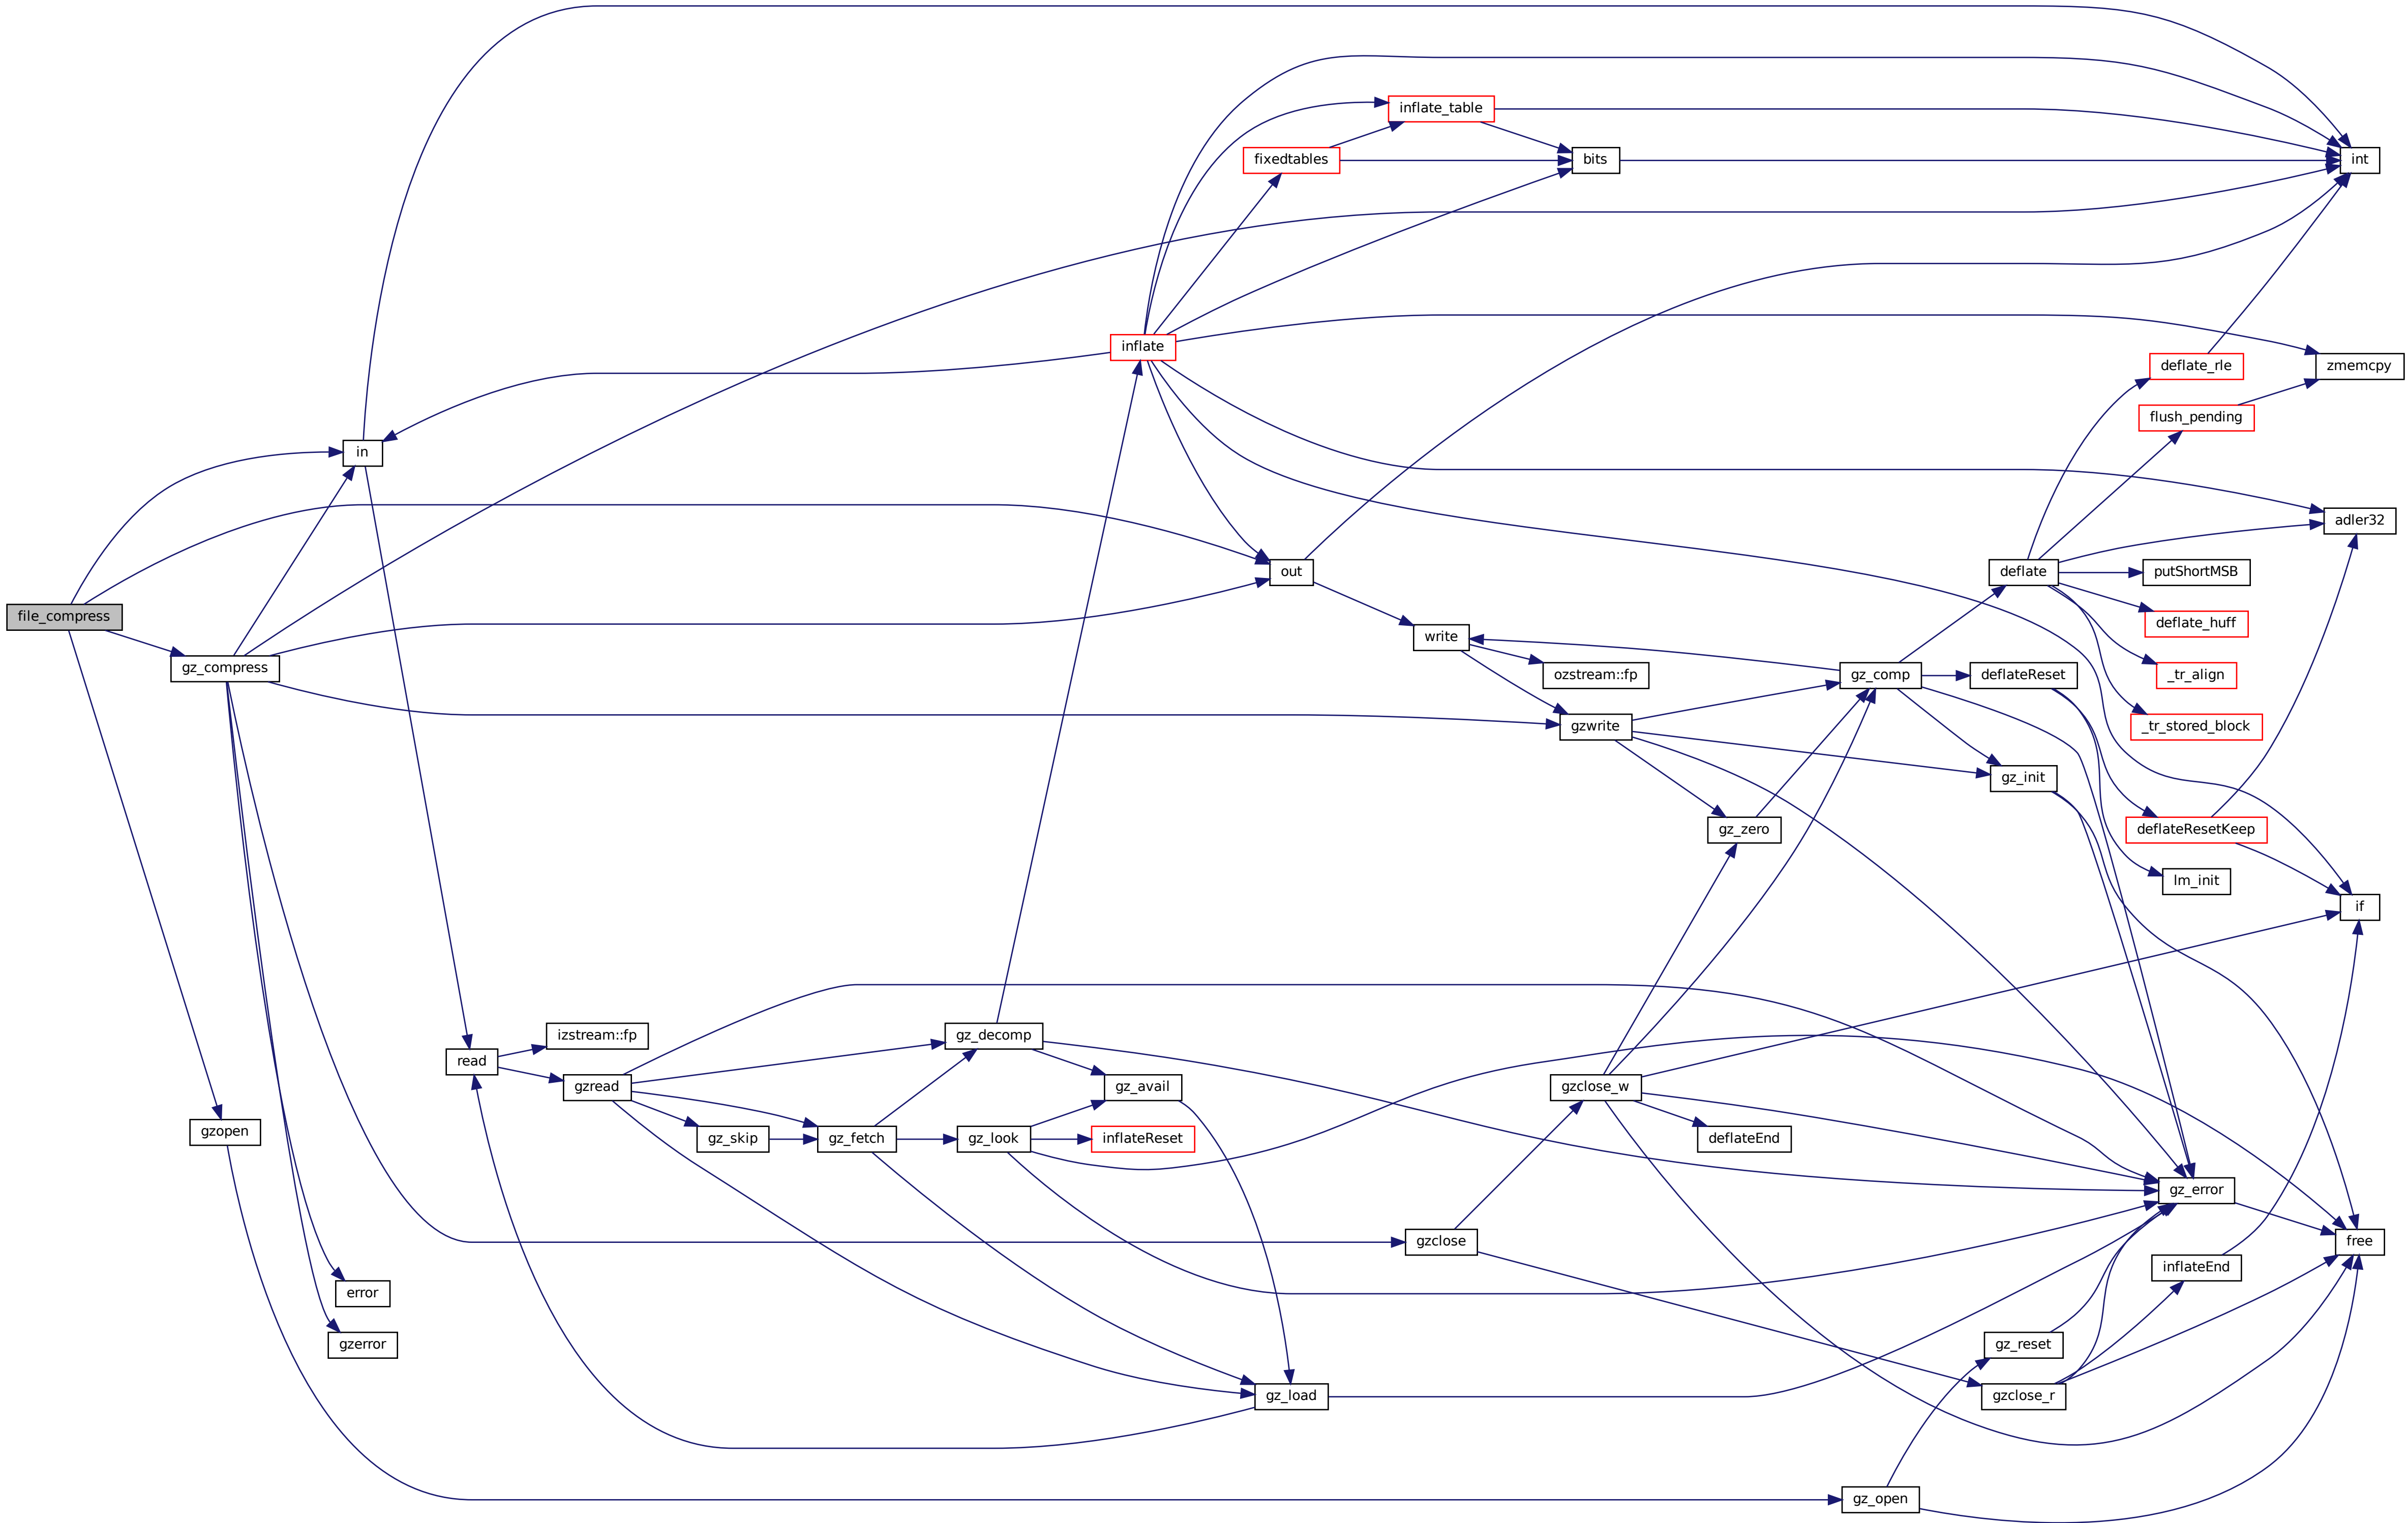 file_compress
gz_compress
gzopen
in
error
gzerror
read
izstream::fp
gzread
gz_skip
gz_fetch
gz_decomp
gz_look
inflate
gz_avail
inflateReset
fixedtables
out
gz_load
inflate_table
write
gzclose
bits
ozstream::fp
gzwrite
gzclose_w
gz_zero
deflateEnd
gz_comp
gz_open
deflate
deflateReset
gz_init
gz_reset
gzclose_r
deflate_rle
flush_pending
putShortMSB
deflate_huff
_tr_align
_tr_stored_block
deflateResetKeep
lm_init
gz_error
inflateEnd
int
zmemcpy
adler32
if
free